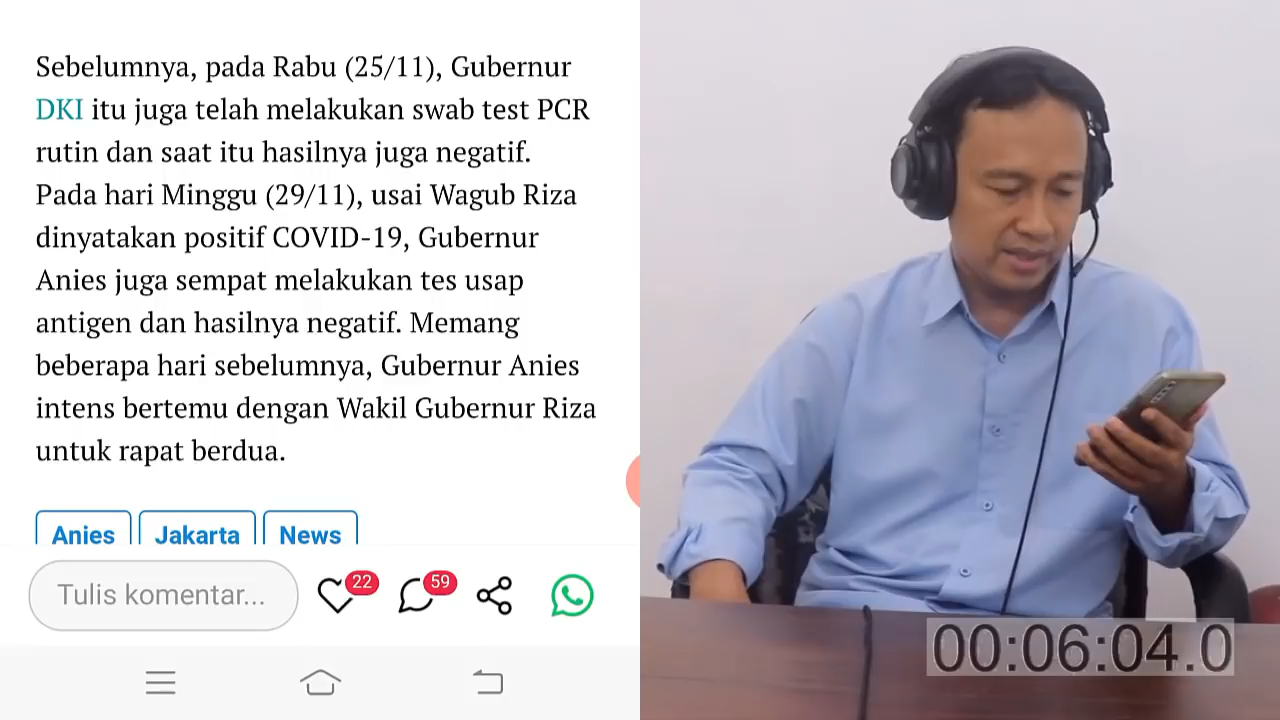 Sebelumnya, pada Rabu (25/11), Gubernur
DKI itu juga telah melakukan swab test PCR
rutin dan saat itu hasilnya juga negatif.
Pada hari Minggu (29/11), usai Wagub Riza
dinyatakan positif COVID-19, Gubernur
Anies juga sempat melakukan tes usap
antigen dan hasilnya negatif. Memang
beberapa hari sebelumnya, Gubernur Anies
intens bertemu dengan Wakil Gubernur Riza
untuk rapat berdua.
Anies Jakarta News
Tulis komentar... 22 59
00:06:04.0